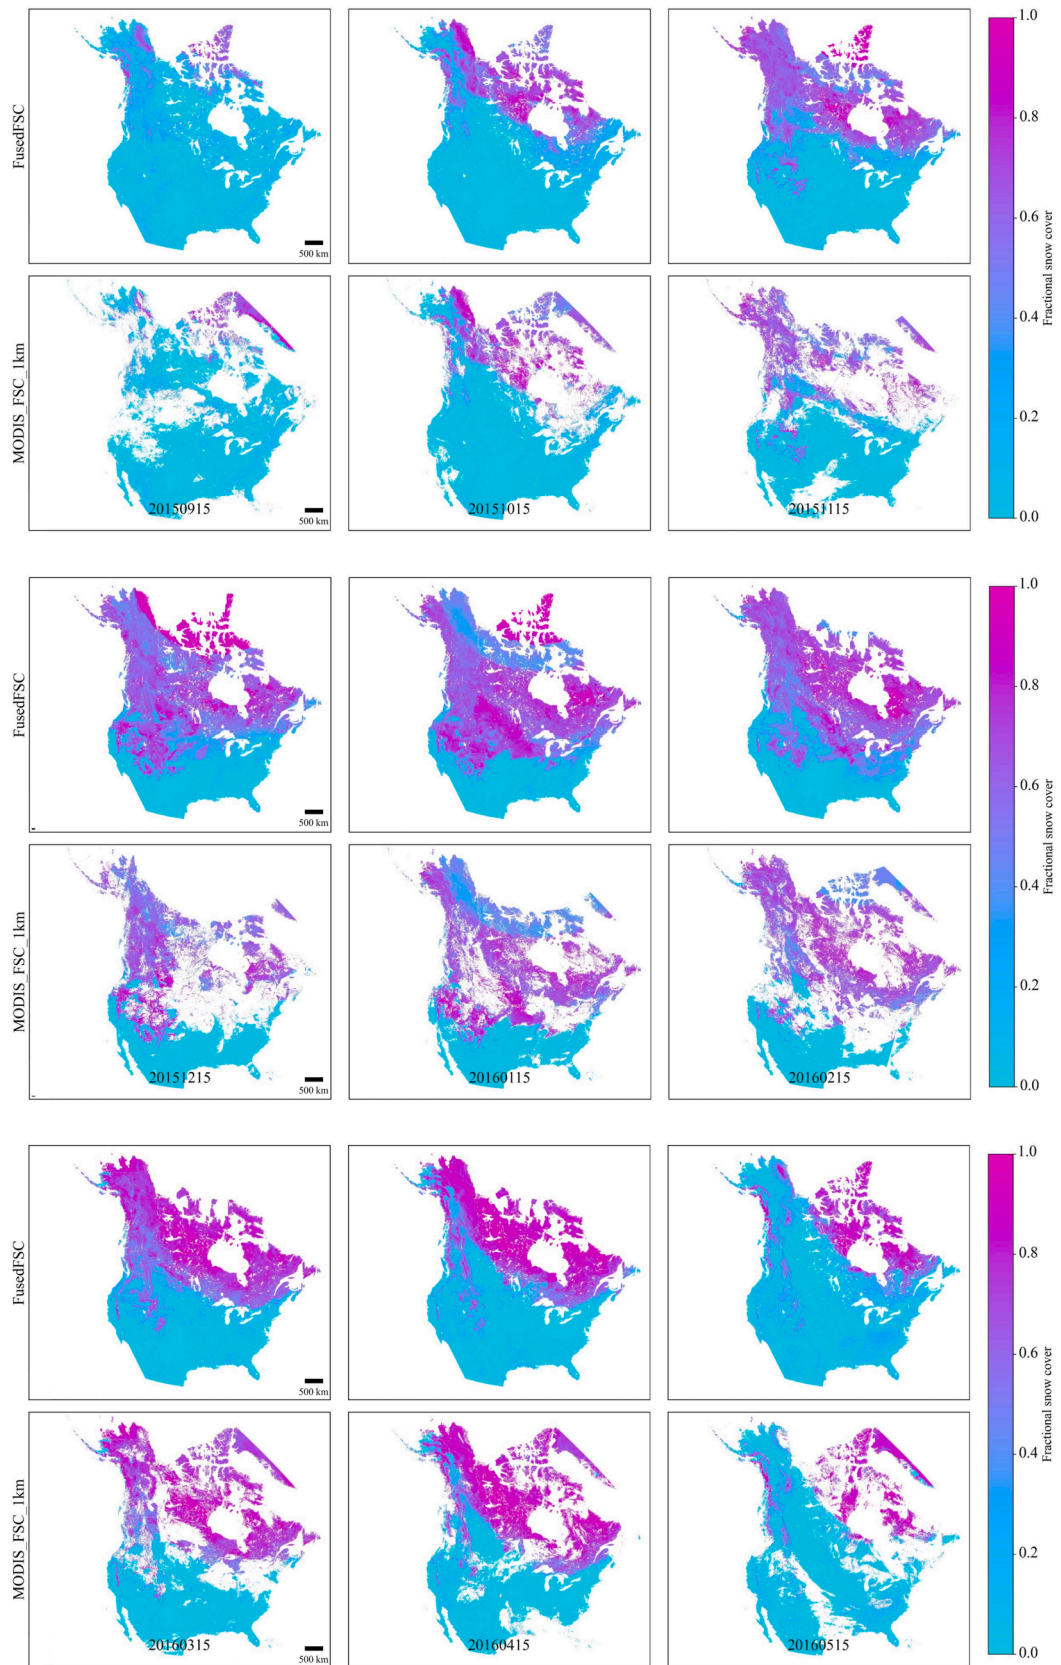 FusedFSC
500 km
1.0
0.8
0.6
0.4
0.2
0.0
Fractional snow cover
MODIS_FSC_1km
20150915
500 km
20151015
20151115
FusedFSC
500 km
1.0
0.8
0.6
0.4
0.2
0.0
Fractional snow cover
MODIS_FSC_1km
20151215
500 km
20160115
20160215
FusedFSC
500 km
1.0
0.8
0.6
0.4
0.2
0.0
Fractional snow cover
MODIS_FSC_1km
20160315
500 km
20160415
20160515